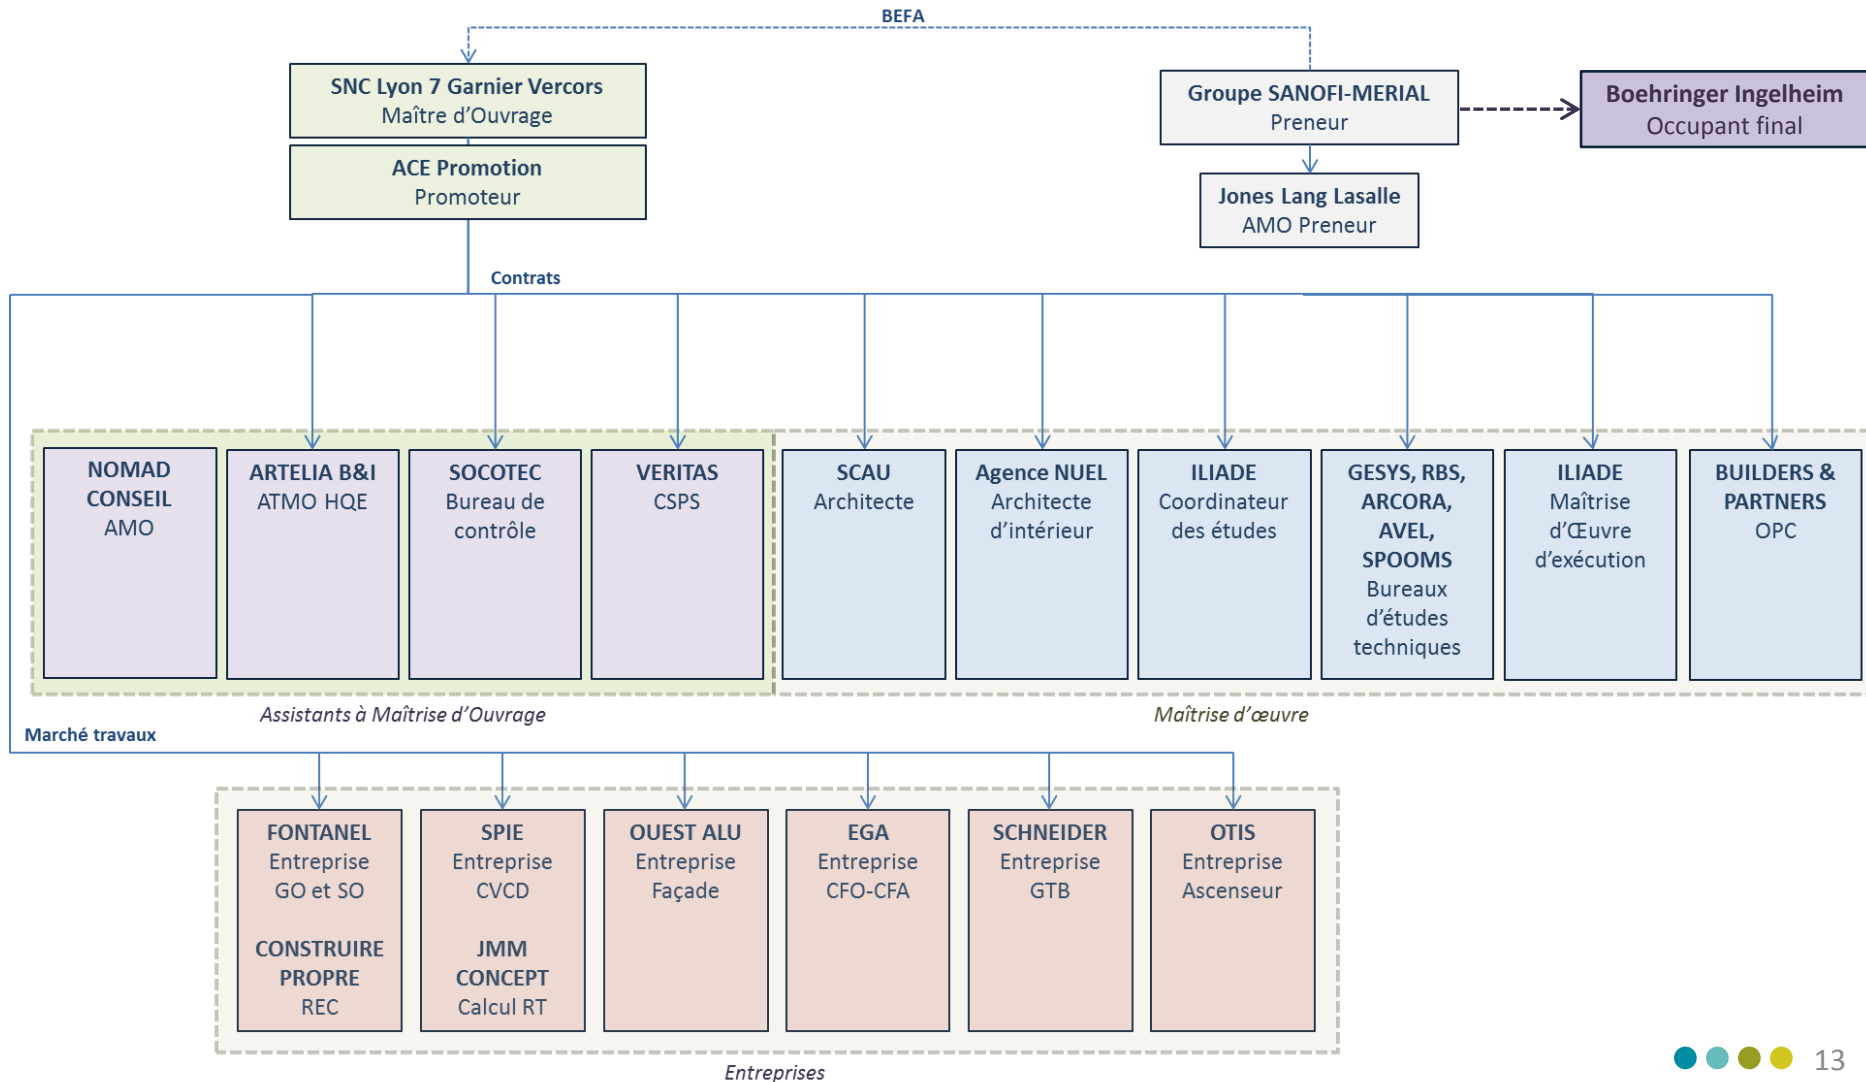 BEFA
SNC Lyon 7 Garnier Vercors
Maître d'Ouvrage
ACE Promotion
Promoteur
Groupe SANOFI-MERIAL
Preneur
Boehringer Ingelheim
Occupant final
Jones Lang Lasalle
AMO Preneur
Contrats
NOMAD
CONSEIL
AMO
ARTELIA B&I
ATMO HQE
SOCOTEC
Bureau de
contrôle
VERITAS
CSPS
SCAU
Architecte
Agence NUEL
Architecte
d'intérieur
ILIADE
Coordinateur
des études
GESYS, RBS,
ARCORA,
AVEL,
SPOOMS
Bureaux
d'études
techniques
ILIADE
Maîtrise
d'Œuvre
d'exécution
BUILDERS &
PARTNERS
OPC
Assistants à Maîtrise d'Ouvrage
Maîtrise d'œuvre
Marché travaux
FONTANEL
Entreprise
GO et SO
CONSTRUIRE
PROPRE
REC
SPIE
Entreprise
CVCD
JMM
CONCEPT
Calcul RT
OUEST ALU
Entreprise
Façade
EGA
Entreprise
CFO-CFA
SCHNEIDER
Entreprise
GTB
OTIS
Entreprise
Ascenseur
Entreprises
13